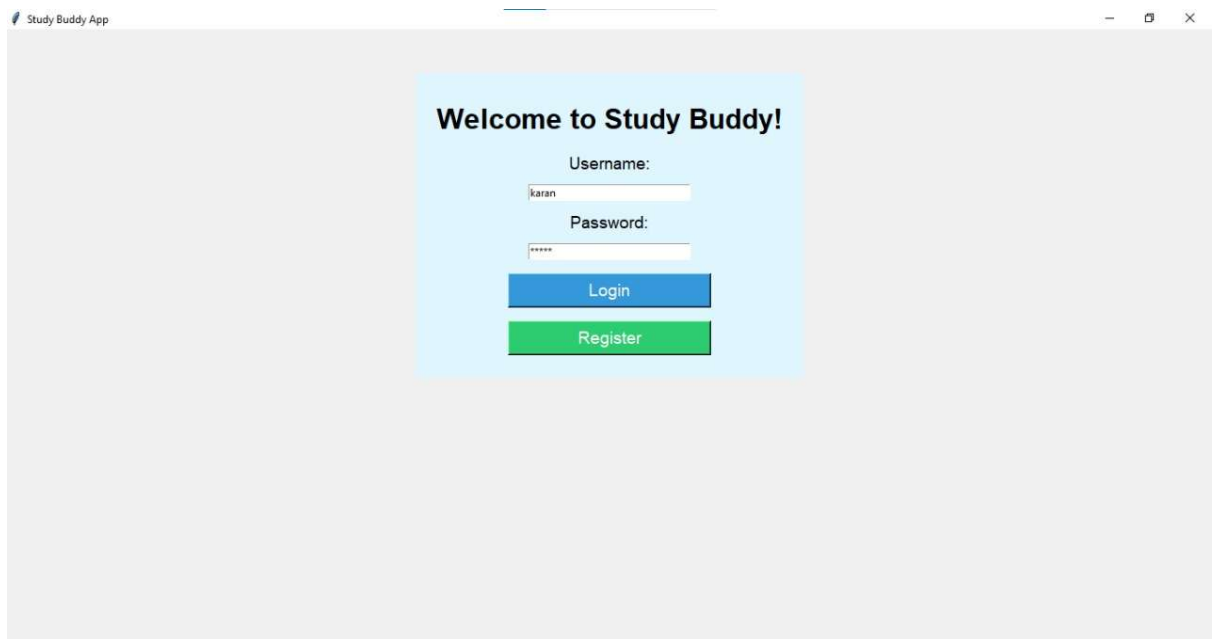 Study Buddy App
Welcome to Study Buddy!
Username:
karan
Password:
*****
Login
Register